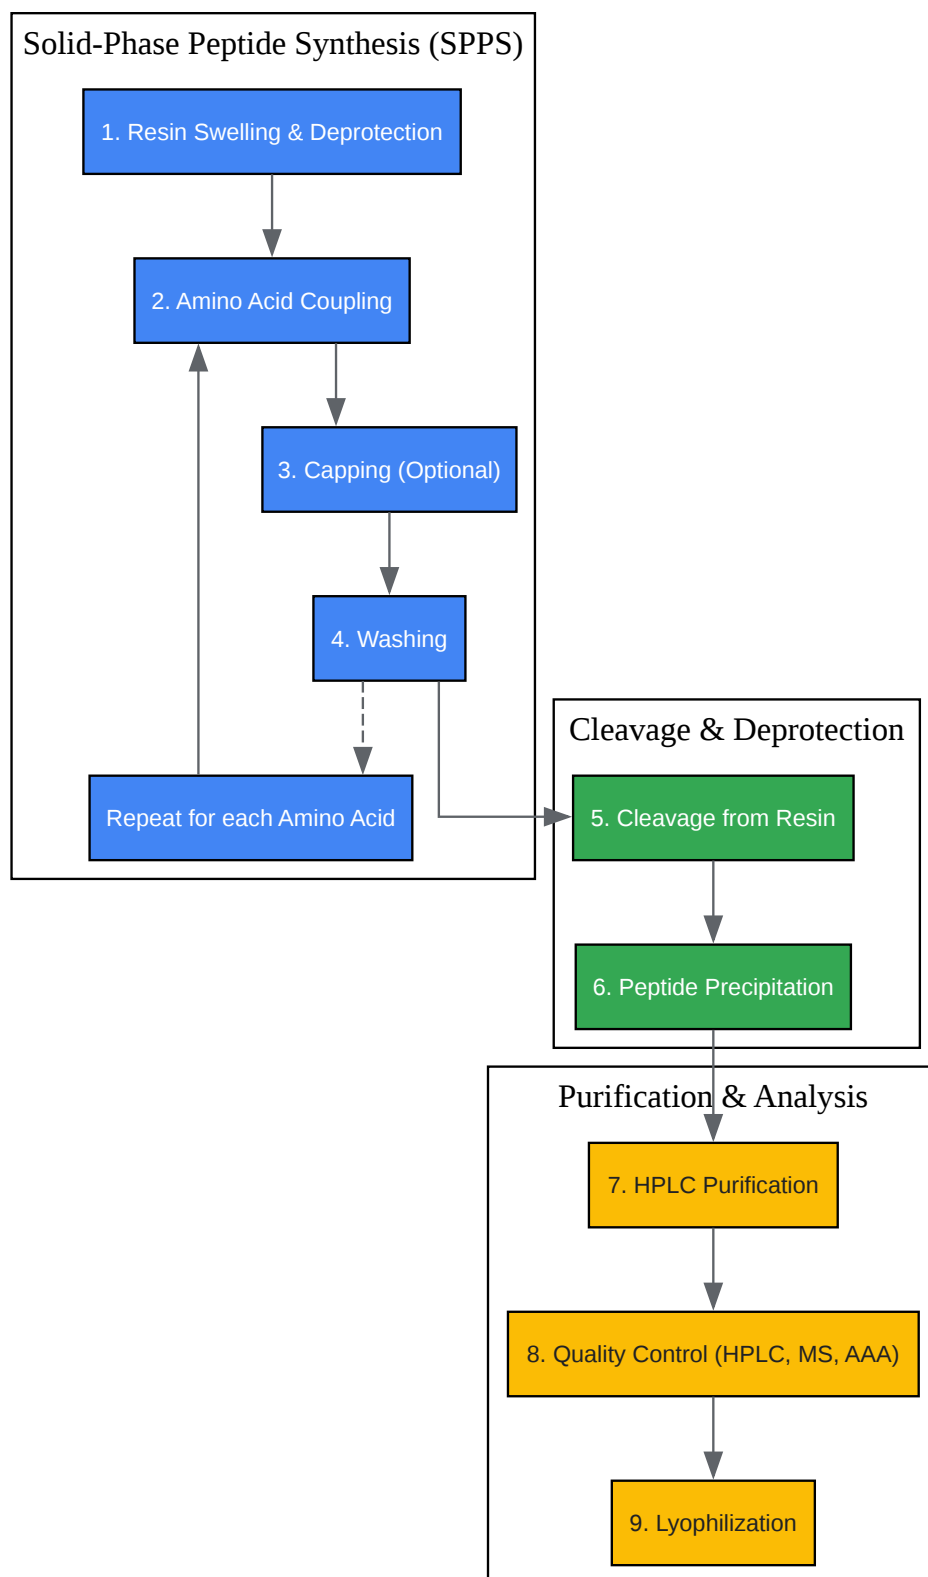 Solid-Phase Peptide Synthesis (SPPS)
1. Resin Swelling & Deprotection
2. Amino Acid Coupling
3. Capping (Optional)
4. Washing
Repeat for each Amino Acid
Cleavage & Deprotection
5. Cleavage from Resin
6. Peptide Precipitation
Purification & Analysis
7. HPLC Purification
8. Quality Control (HPLC, MS, AAA)
9. Lyophilization